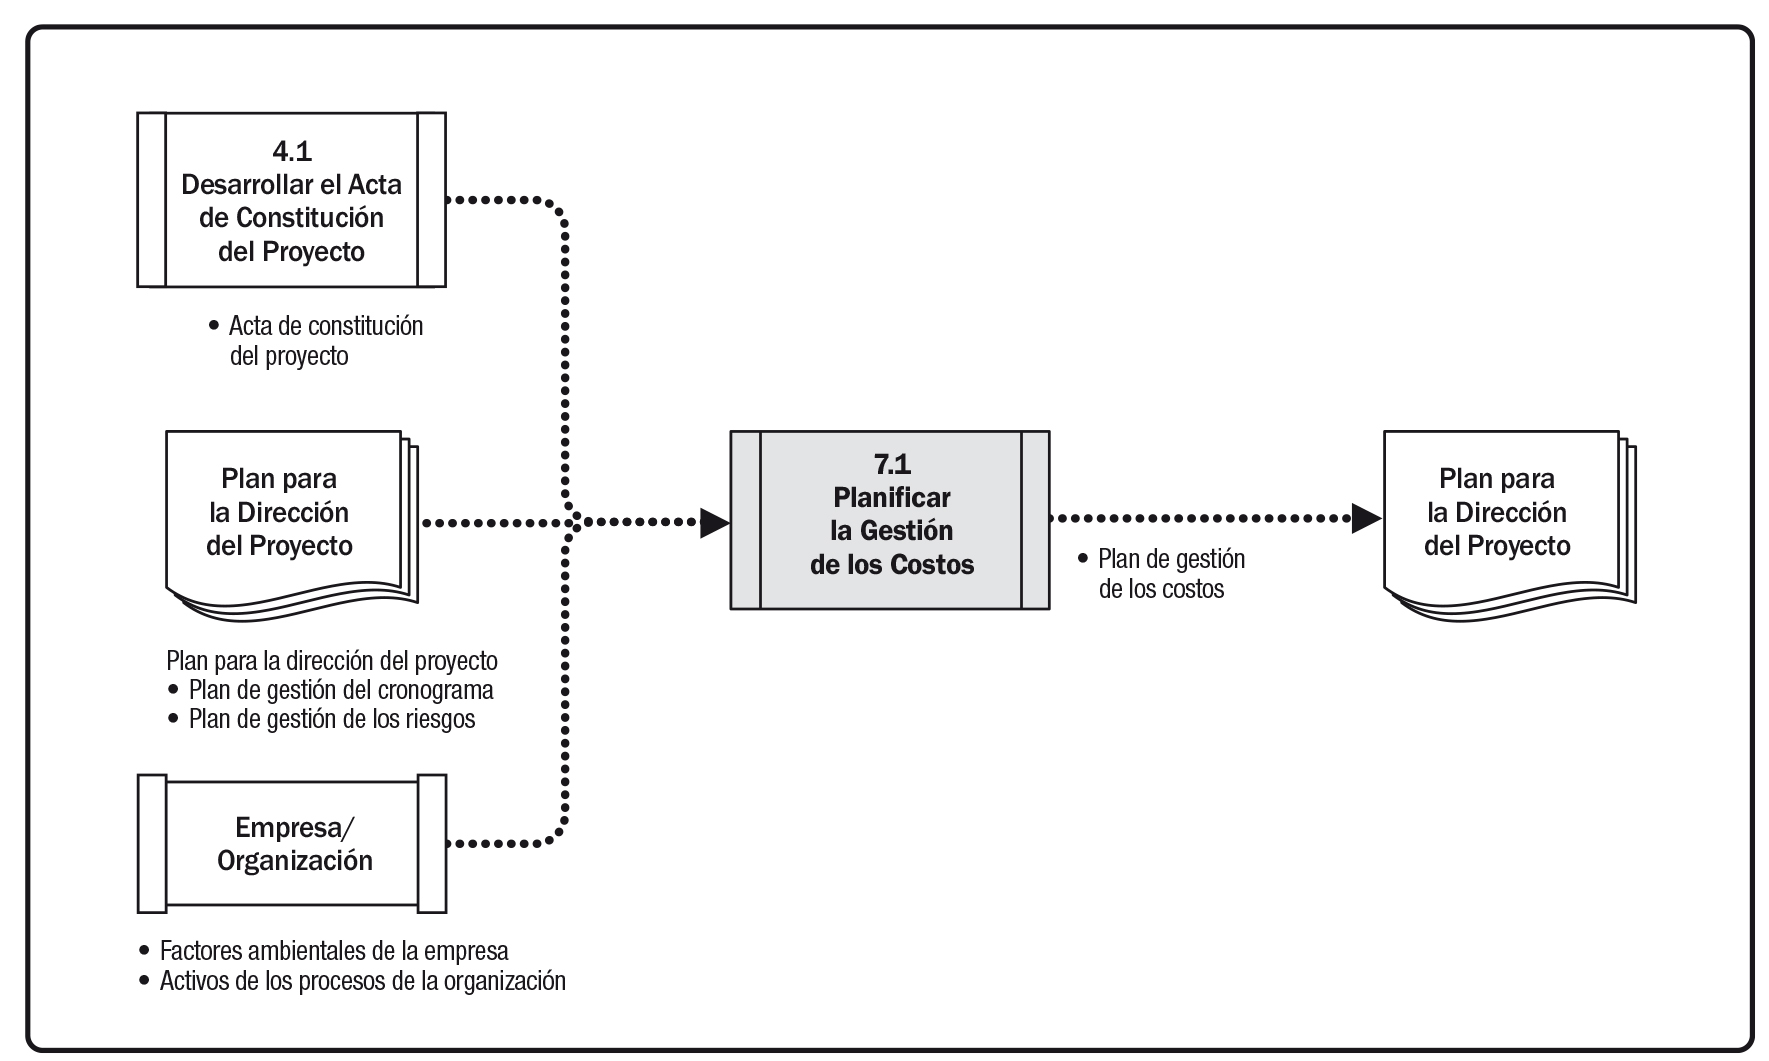 4.1
Desarrollar el Acta
de Constitución
del Proyecto
• Acta de constitución
del proyecto
Plan para
la Dirección
del Proyecto
Plan para la dirección del proyecto
• Plan de gestión del cronograma
• Plan de gestión de los riesgos
Empresa/
Organización
• Factores ambientales de la empresa
• Activos de los procesos de la organización
7.1
Planificar
la Gestión
de los Costos
• Plan de gestión
de los costos
Plan para
la Dirección
del Proyecto